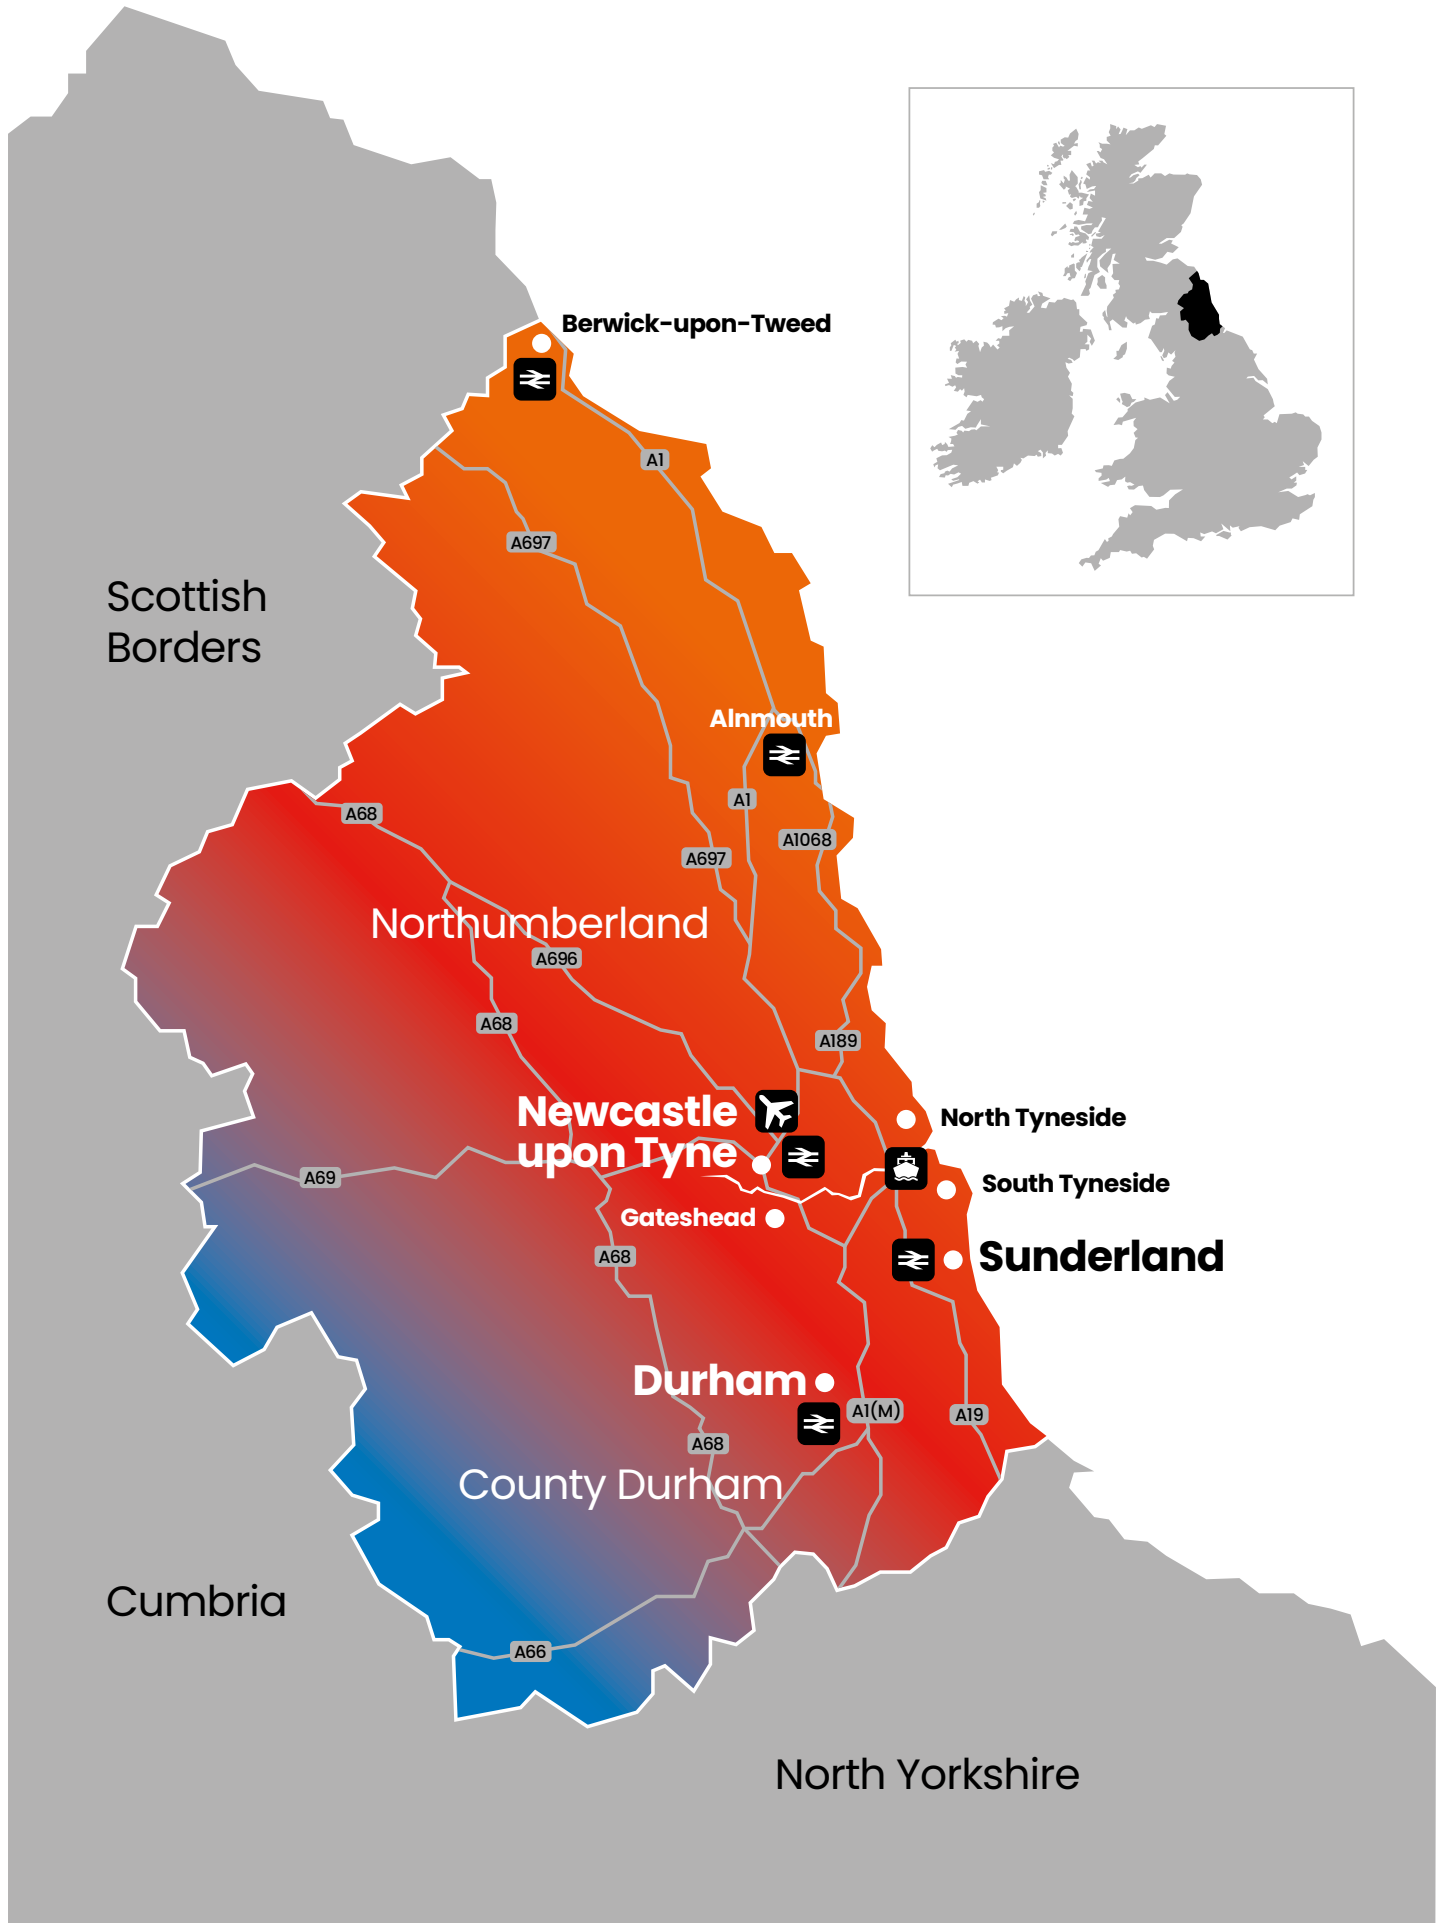 Berwick-upon-Tweed
A1
A697
Scottish
Borders
Alnmouth
A1
A68
A1068
A697
Northumberland
A696
A68
A189
Newcastle
upon Tyne
North Tyneside
A69
South Tyneside
Gateshead
A68
Sunderland
Durham
A1(M)
A19
A68
County Durham
Cumbria
A66
North Yorkshire